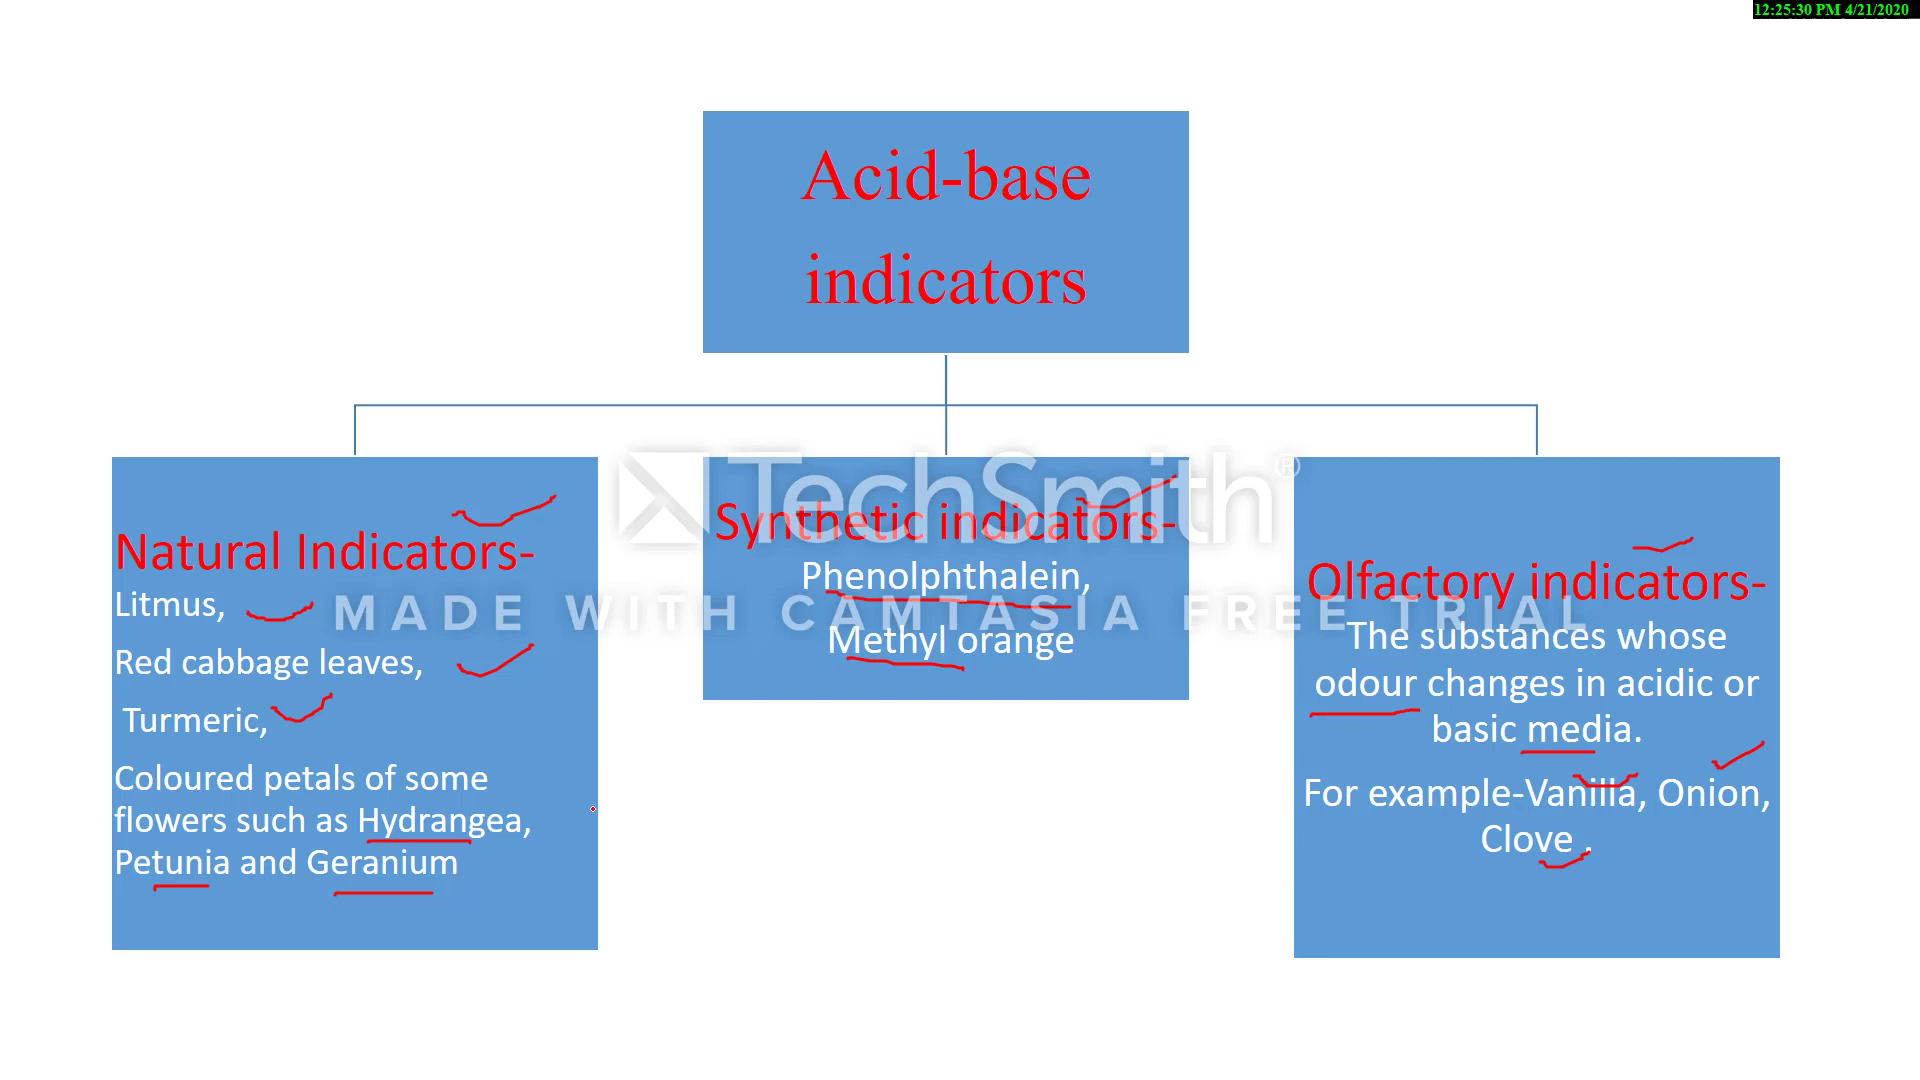 12:25:30 PM 4/21/2020
Acid-base
indicators
Natural Indicators-
Litmus,
Red cabbage leaves,
Turmeric,
Coloured petals of some
flowers such as Hydrangea,
Petunia and Geranium
Synthetic indicators-
Phenolphthalein,
Methyl orange
Olfactory indicators-
The substances whose
odour changes in acidic or
basic media.
For example-Vanilla, Onion,
Clove .
TechSmith®
MADE WITH CAMTASIA FREE TRIAL